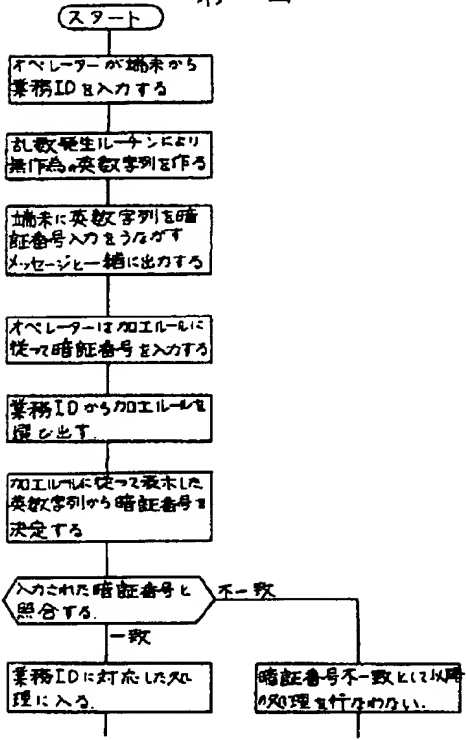 スタート
オペレーターが端末から
業務IDを入力する
乱数発生ルーチンにより
無作為の英数字列を作る
端末に英数字列を暗
証番号入力をうながす
メッセージと一緒に出力する
オペレーターは加工ルールに
従って暗証番号を入力する
業務IDから加工ルールを
選び出す.
加工ルールに従って表示した
英数字列から暗証番号を
決定する
入力された暗証番号と
照合する.
不一致
一致
業務IDに対応した処
理に入る.
暗証番号不一致として以降
の処理を行なわない.